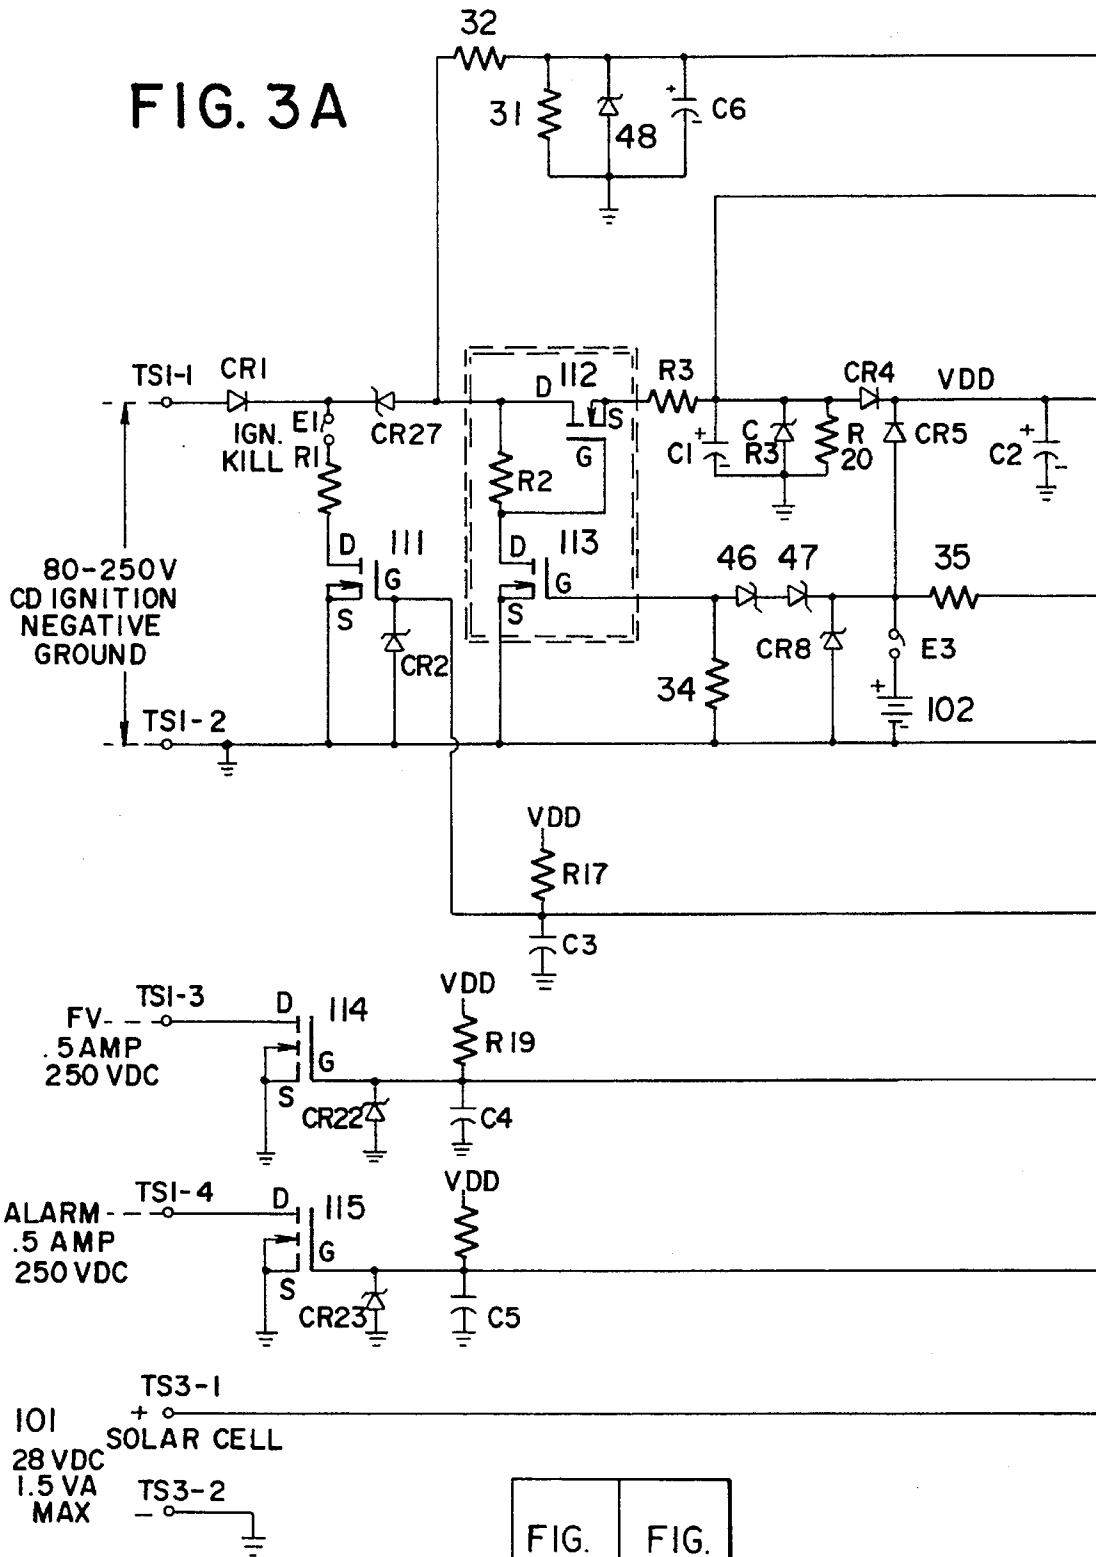 32
FIG. 3A
31
48
+
C6
-
TS1-1
CR1
D
112
R3
CR4
VDD
S
G
E1
IGN.
KILL
R1
CR27
R2
+
C1
-
C
R3
R
20
CR5
+
C2
-
80-250V
CD IGNITION
NEGATIVE
GROUND
D
111
G
S
CR2
D
113
G
S
46
47
35
34
CR8
E3
+
102
-
TS1-2
VDD
R17
C3
FV
.5 AMP
250 VDC
TS1-3
D
114
G
S
VDD
R19
CR22
C4
ALARM
.5 AMP
250 VDC
TS1-4
D
115
G
S
VDD
CR23
C5
TS3-1
101
+
SOLAR CELL
28 VDC
1.5 VA
MAX
TS3-2
-
FIG.
FIG.